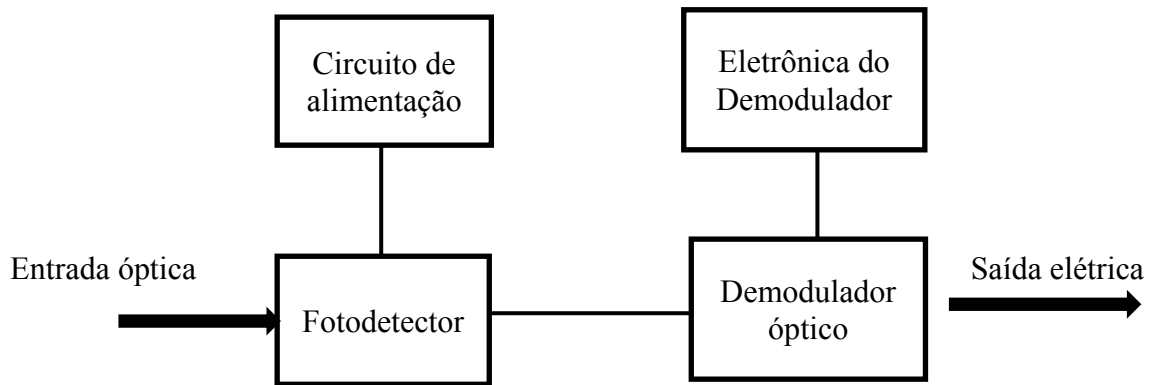 Circuito de
alimentação
Eletrônica do
Demodulador
Entrada óptica
Fotodetector
Demodulador
óptico
Saída elétrica